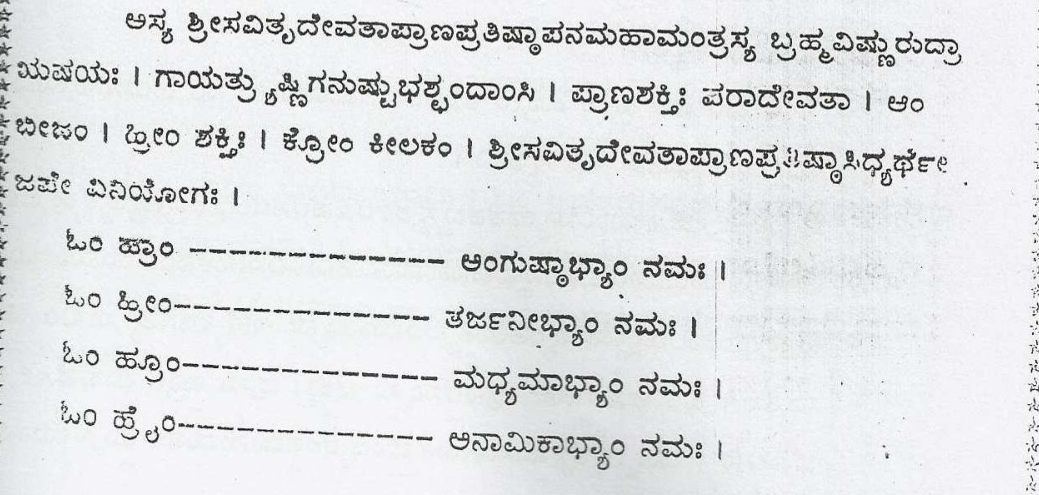 ಅಸ್ಯ ಶ್ರೀಸವಿತೃದೇವತಾಪ್ರಾಣಪ್ರತಿಷ್ಠಾಪನಮಹಾಮಂತ್ರಸ್ಯ ಬ್ರಹ್ಮವಿಷ್ಣುರುದ್ರಾ
ಋಷಯಃ । ಗಾಯತ್ರ್ಯುಷ್ಣಿಗನುಷ್ಟುಭಶ್ಛಂದಾಂಸಿ । ಪ್ರಾಣಶಕ್ತಿಃ ಪರಾದೇವತಾ । ಆಂ
ಬೀಜಂ । ಹ್ರೀಂ ಶಕ್ತಿಃ । ಕ್ರೋಂ ಕೀಲಕಂ । ಶ್ರೀಸವಿತೃದೇವತಾಪ್ರಾಣಪ್ರತಿಷ್ಠಾಸಿಧ್ಯರ್ಥೇ
ಜಪೇ ವಿನಿಯೋಗಃ ।
ಓಂ ಹ್ರಾಂ -------------- ಅಂಗುಷ್ಠಾಭ್ಯಾಂ ನಮಃ ।
ಓಂ ಹ್ರೀಂ-------------- ತರ್ಜನೀಭ್ಯಾಂ ನಮಃ ।
ಓಂ ಹ್ರೂಂ-------------- ಮಧ್ಯಮಾಭ್ಯಾಂ ನಮಃ ।
ಓಂ ಹ್ರೈಂ-------------- ಅನಾಮಿಕಾಭ್ಯಾಂ ನಮಃ ।